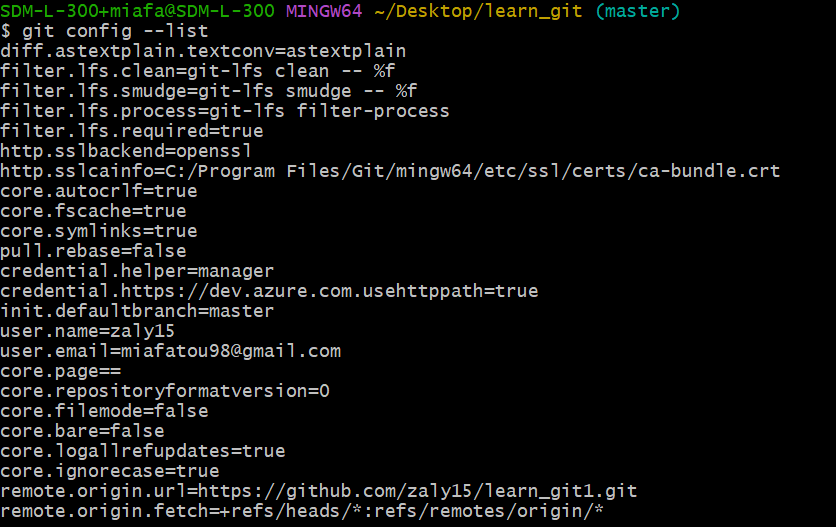 SDM-L-300+miafa@SDM-L-300 MINGW64 ~/Desktop/learn_git (master)
$ git config --list
diff.astextplain.textconv=astextplain
filter.lfs.clean=git-lfs clean -- %f
filter.lfs.smudge=git-lfs smudge -- %f
filter.lfs.process=git-lfs filter-process
filter.lfs.required=true
http.sslbackend=openssl
http.sslcainfo=C:/Program Files/Git/mingw64/etc/ssl/certs/ca-bundle.crt
core.autocrlf=true
core.fscache=true
core.symlinks=true
pull.rebase=false
credential.helper=manager
credential.https://dev.azure.com.usehttppath=true
init.defaultbranch=master
user.name=zaly15
user.email=miafatou98@gmail.com
core.page==
core.repositoryformatversion=0
core.filemode=false
core.bare=false
core.logallrefupdates=true
core.ignorecase=true
remote.origin.url=https://github.com/zaly15/learn_git1.git
remote.origin.fetch=+refs/heads/*:refs/remotes/origin/*